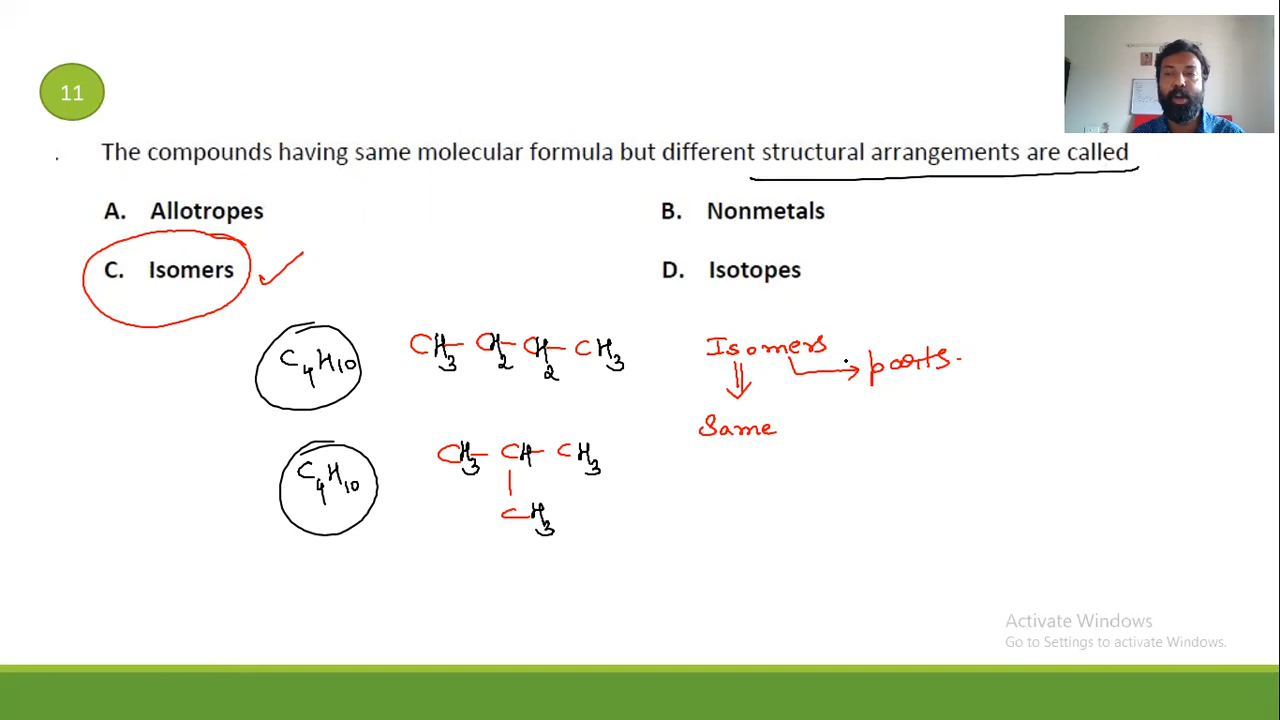 11
. The compounds having same molecular formula but different structural arrangements are called
A. Allotropes B. Nonmetals
C. Isomers D. Isotopes
C4H10 CH3-CH2-CH2-CH3 Isomers → parts.
Same
C4H10 CH3-CH-CH3
CH3
Activate Windows
Go to Settings to activate Windows.